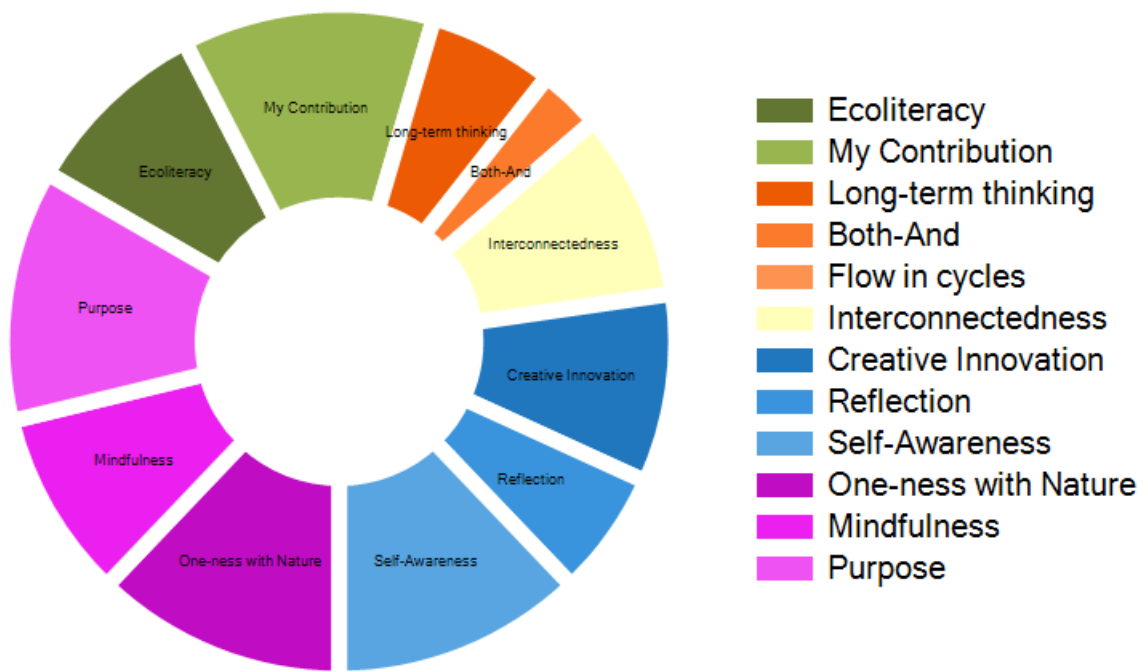 My Contribution
Long-term thinking
Ecoliteracy
Both-And
Interconnectedness
Purpose
Creative Innovation
Mindfulness
Reflection
One-ness with Nature
Self-Awareness
Ecoliteracy
My Contribution
Long-term thinking
Both-And
Flow in cycles
Interconnectedness
Creative Innovation
Reflection
Self-Awareness
One-ness with Nature
Mindfulness
Purpose